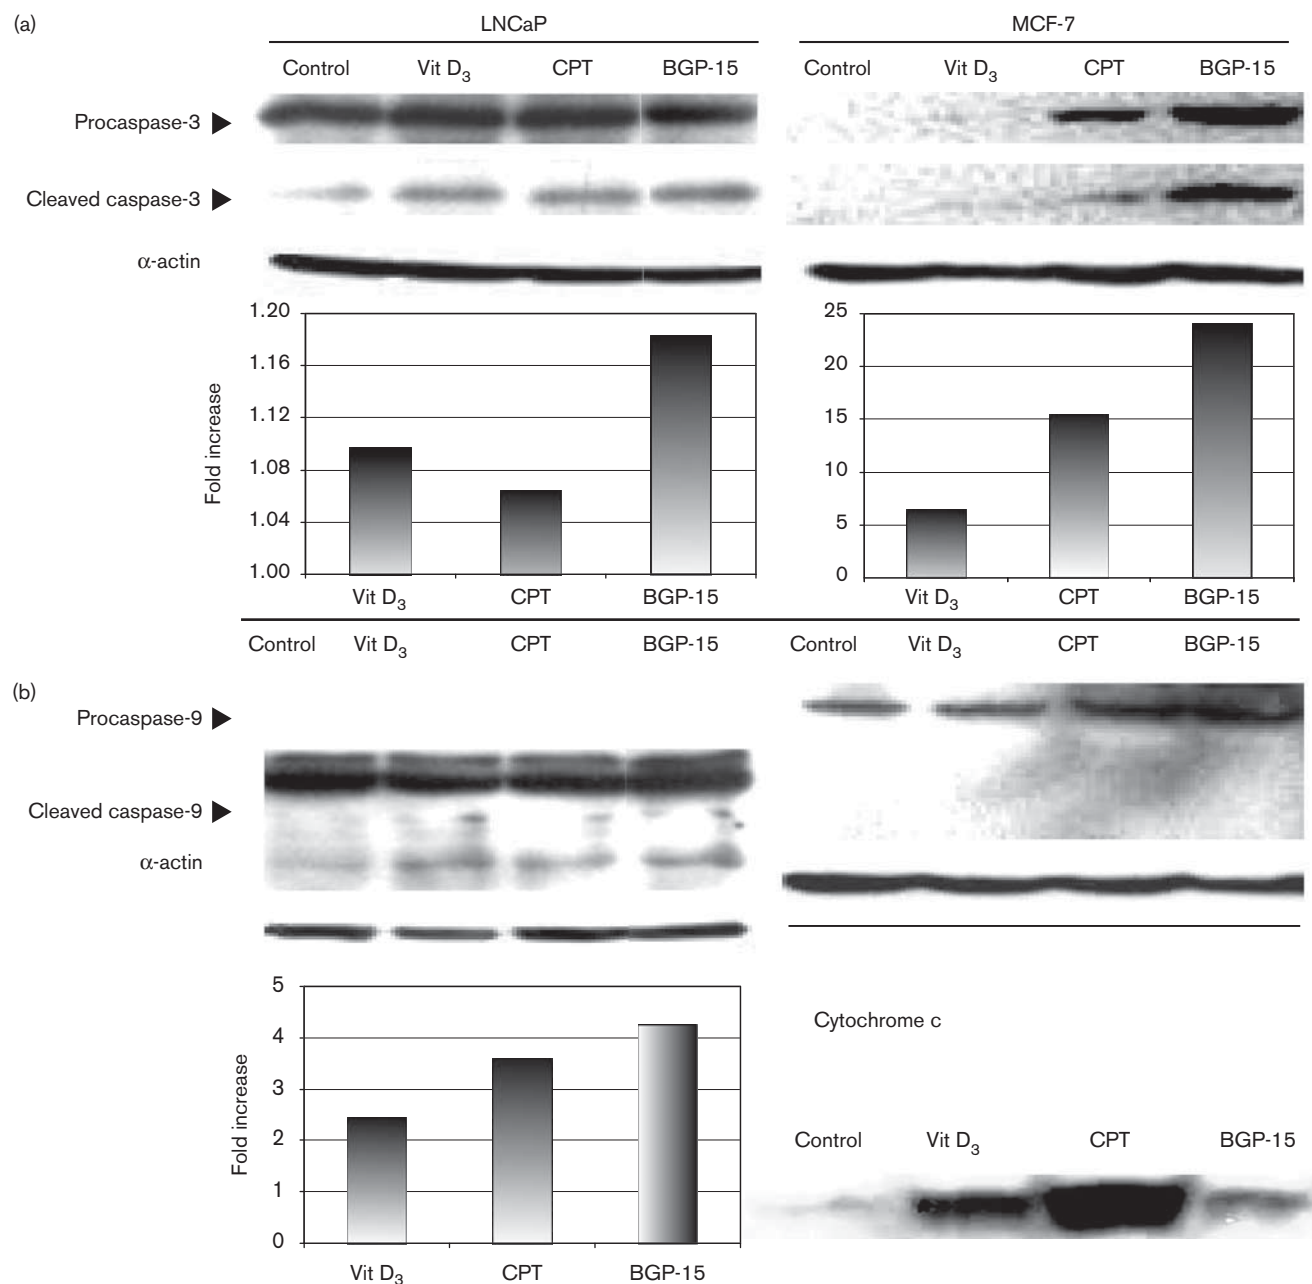 (a)
LNCaP
MCF-7
Control Vit D₃ CPT BGP-15
Control Vit D₃ CPT BGP-15
Procaspase-3
Cleaved caspase-3
α-actin
1.20
1.16
1.12
1.08
1.04
1.00
Fold increase
Vit D₃ CPT BGP-15
25
20
15
10
5
0
Vit D₃ CPT BGP-15
Control Vit D₃ CPT BGP-15
Control Vit D₃ CPT BGP-15
(b)
Procaspase-9
Cleaved caspase-9
α-actin
5
4
3
2
1
0
Fold increase
Vit D₃ CPT BGP-15
Cytochrome c
Control Vit D₃ CPT BGP-15